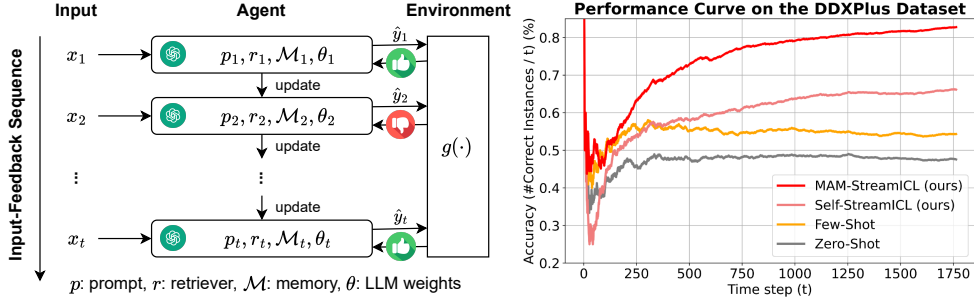 Input
Agent
Environment
Input-Feedback Sequence
x₁
p₁, r₁, ℳ₁, θ₁
ŷ₁
update
x₂
p₂, r₂, ℳ₂, θ₂
ŷ₂
update
g(·)
⋮
⋮
update
xₜ
pₜ, rₜ, ℳₜ, θₜ
ŷₜ
p: prompt, r: retriever, ℳ: memory, θ: LLM weights
Performance Curve on the DDXPlus Dataset
Accuracy (#Correct Instances / t) (%)
0.8
0.7
0.6
0.5
0.4
0.3
0.2
MAM-StreamICL (ours)
Self-StreamICL (ours)
Few-Shot
Zero-Shot
0 250 500 750 1000 1250 1500 1750
Time step (t)